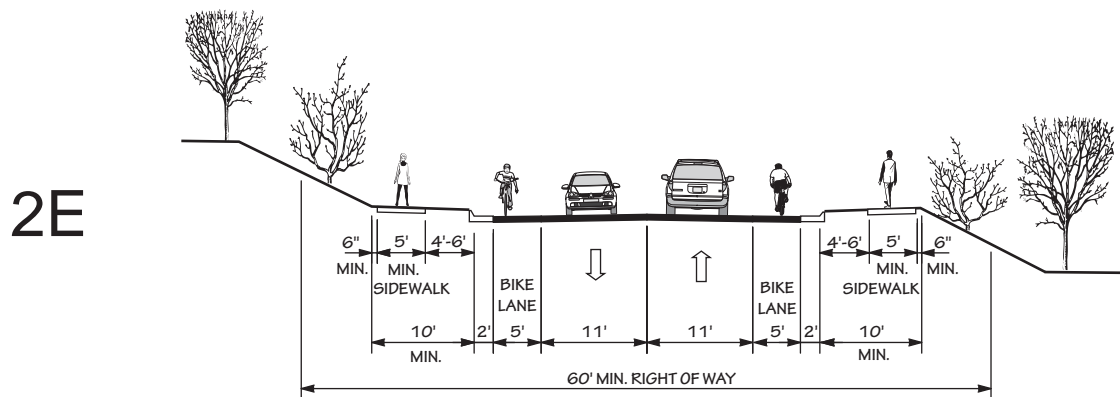 2E
6" 5' 4'-6' 4'-6' 5' 6"
MIN. MIN. MIN. MIN.
SIDEWALK BIKE BIKE SIDEWALK
LANE LANE
10' 2' 5' 11' 11' 5' 2' 10'
MIN. MIN.
60' MIN. RIGHT OF WAY